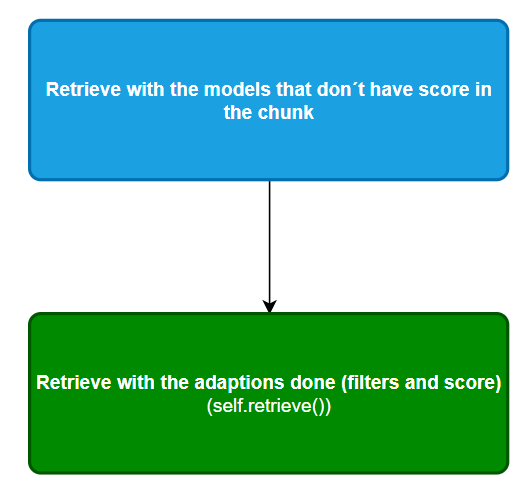 Retrieve with the models that don´t have score in
the chunk
Retrieve with the adaptions done (filters and score)
(self.retrieve())